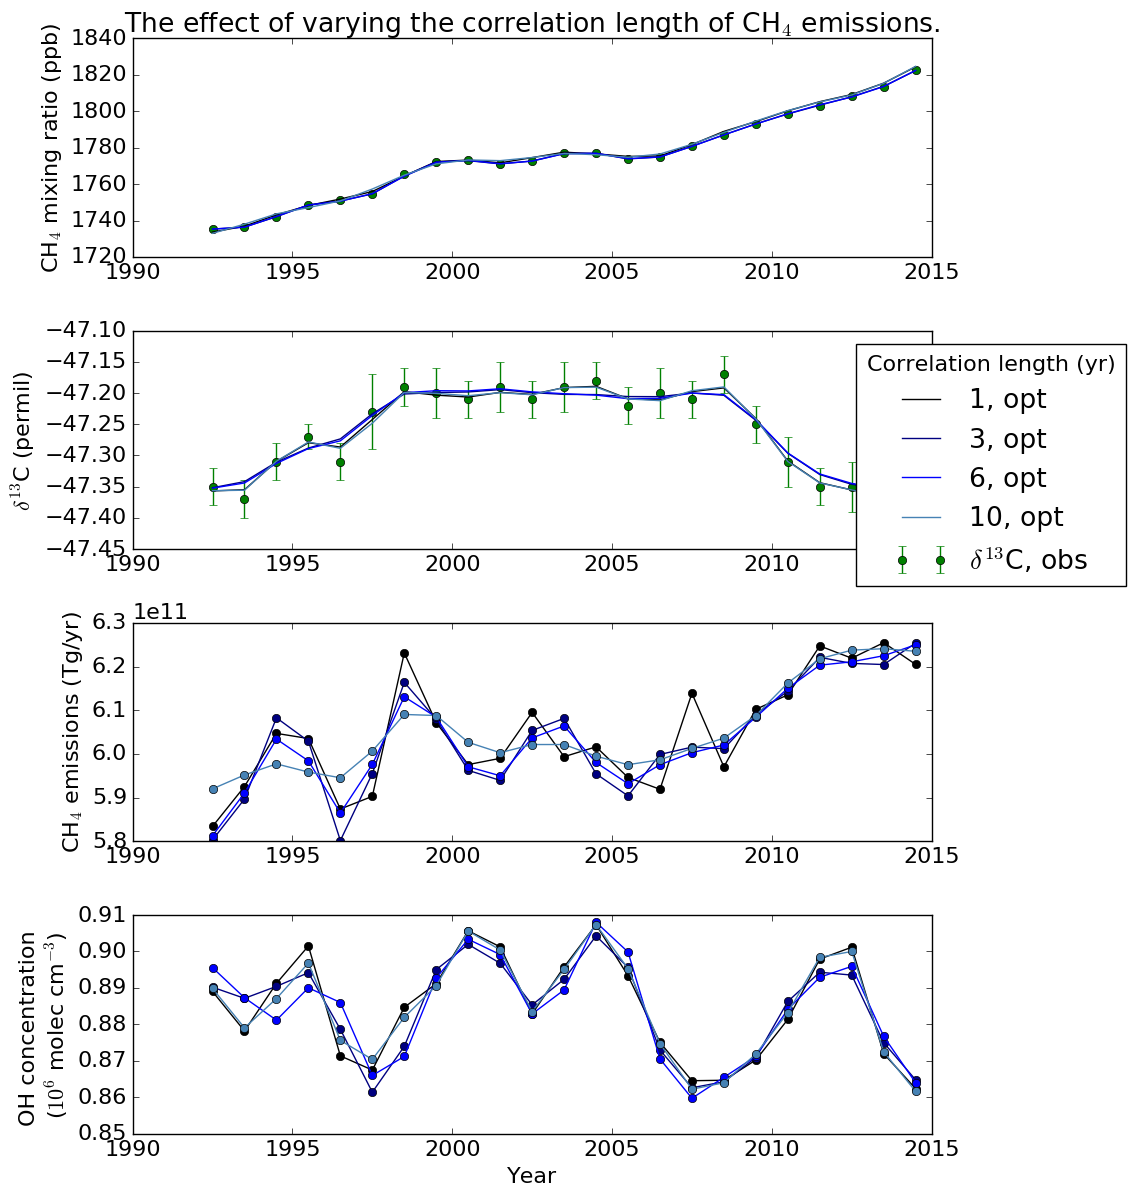 The effect of varying the correlation length of CH₄ emissions.
CH₄ mixing ratio (ppb)
1840
1820
1800
1780
1760
1740
1720
1990 1995 2000 2005 2010 2015
δ¹³C (permil)
−47.10
−47.15
−47.20
−47.25
−47.30
−47.35
−47.40
−47.45
1990 1995 2000 2005 2010
Correlation length (yr)
1, opt
3, opt
6, opt
10, opt
δ¹³C, obs
1e11
CH₄ emissions (Tg/yr)
6.3
6.2
6.1
6.0
5.9
5.8
1990 1995 2000 2005 2010 2015
OH concentration
(10⁶ molec cm⁻³)
0.91
0.90
0.89
0.88
0.87
0.86
0.85
1990 1995 2000 2005 2010 2015
Year